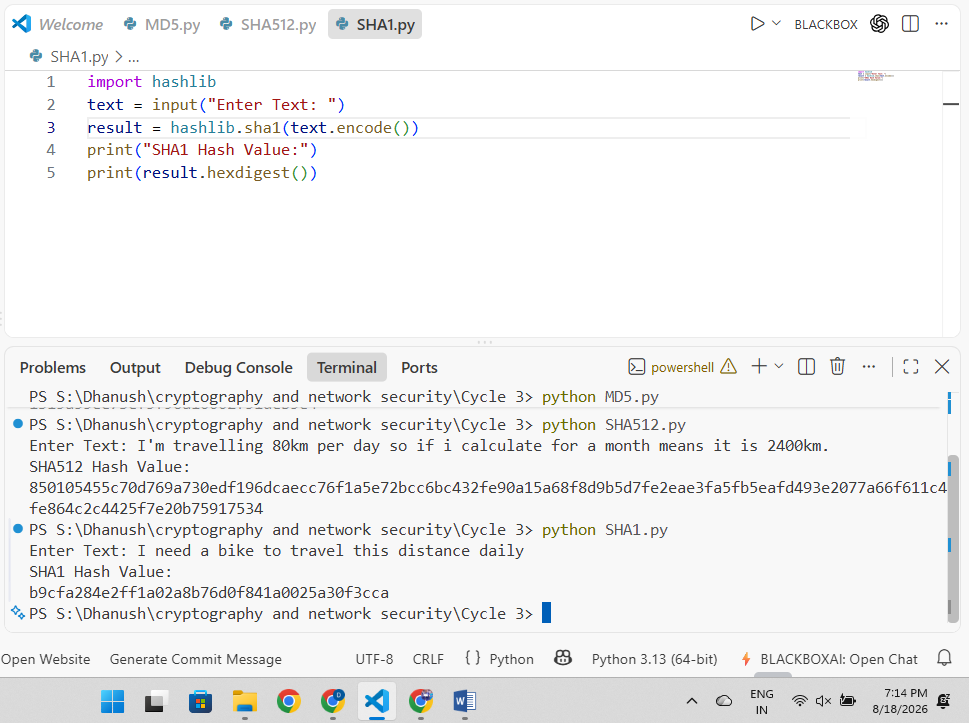 Welcome MD5.py SHA512.py SHA1.py BLACKBOX ...
SHA1.py > ...
1 import hashlib
2 text = input("Enter Text: ")
3 result = hashlib.sha1(text.encode())
4 print("SHA1 Hash Value:")
5 print(result.hexdigest())
Problems Output Debug Console Terminal Ports powershell ...
PS S:\Dhanush\cryptography and network security\Cycle 3> python MD5.py
PS S:\Dhanush\cryptography and network security\Cycle 3> python SHA512.py
Enter Text: I'm travelling 80km per day so if i calculate for a month means it is 2400km.
SHA512 Hash Value:
850105455c70d769a730edf196dcaecc76f1a5e72bcc6bc432fe90a15a68f8d9b5d7fe2eae3fa5fb5eafd493e2077a66f611c4
fe864c2c4425f7e20b75917534
PS S:\Dhanush\cryptography and network security\Cycle 3> python SHA1.py
Enter Text: I need a bike to travel this distance daily
SHA1 Hash Value:
b9cfa284e2ff1a02a8b76d0f841a0025a30f3cca
PS S:\Dhanush\cryptography and network security\Cycle 3>
Open Website Generate Commit Message UTF-8 CRLF {} Python Python 3.13 (64-bit) BLACKBOXAI: Open Chat
ENG 7:14 PM
IN 8/18/2026